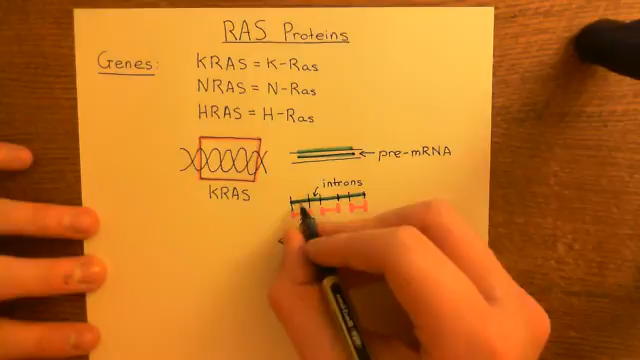 RAS Proteins
Genes:
KRAS = K-Ras
NRAS = N-Ras
HRAS = H-Ras
pre-mRNA
KRAS
introns